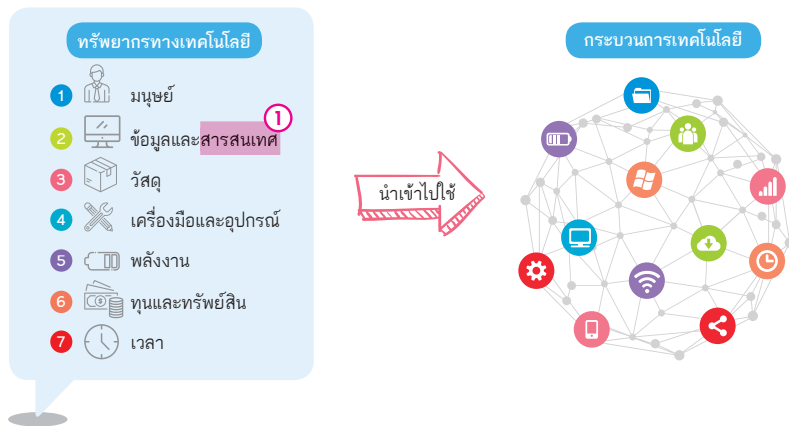 ทรัพยากรทางเทคโนโลยี
1 มนุษย์
2 ข้อมูลและสารสนเทศ 1
3 วัสดุ
4 เครื่องมือและอุปกรณ์
5 พลังงาน
6 ทุนและทรัพย์สิน
7 เวลา
นำเข้าไปใช้
กระบวนการเทคโนโลยี